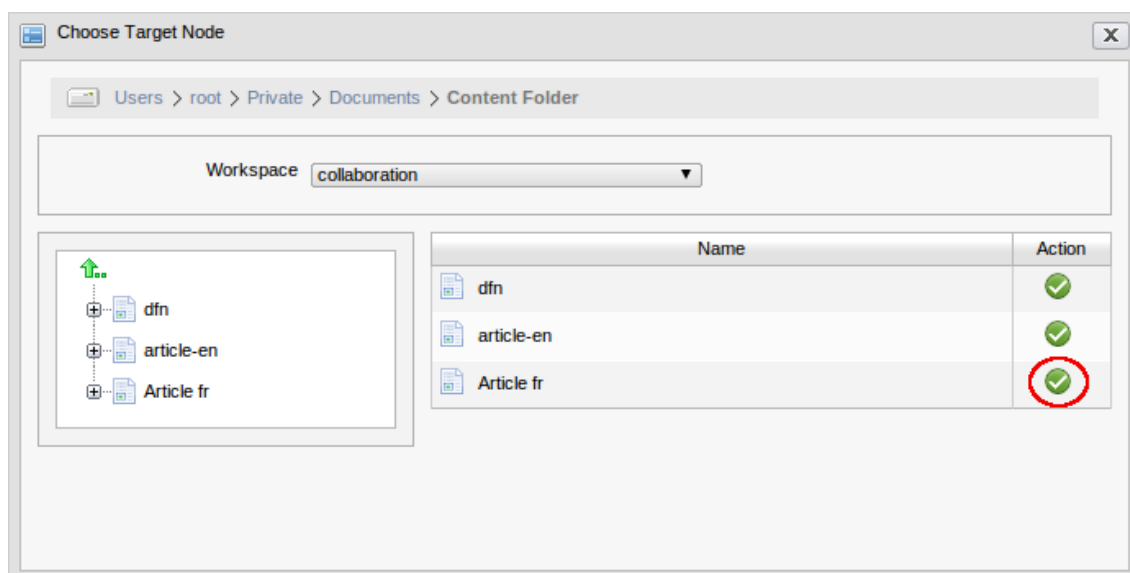 Choose Target Node
X
Users > root > Private > Documents > Content Folder
Workspace collaboration
dfn
article-en
Article fr
Name Action
dfn
article-en
Article fr